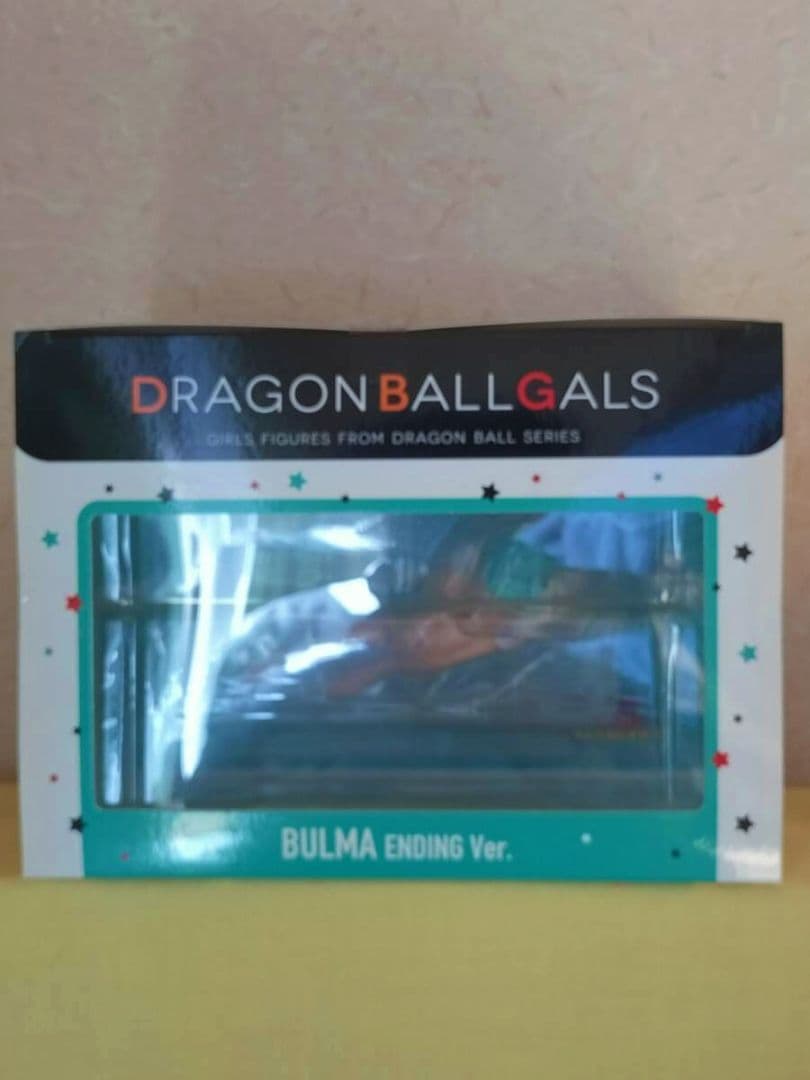 DRAGONBALLGALS
GIRLS FIGURES FROM DRAGON BALL SERIES
BULMA ENDING Ver.